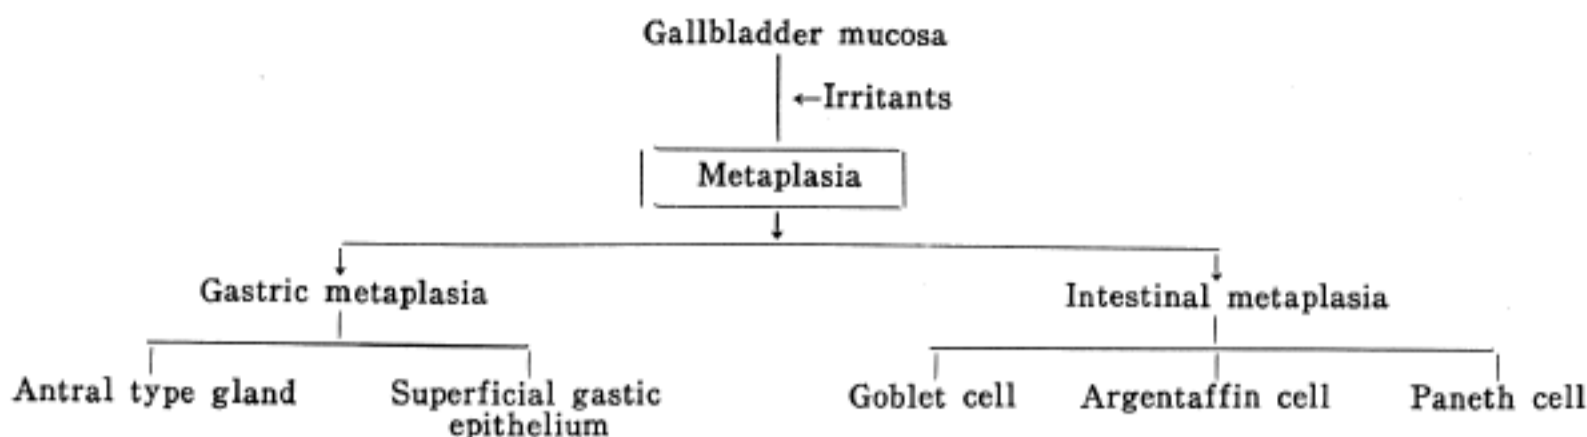 Gallbladder mucosa
←Irritants
Metaplasia
Gastric metaplasia
Intestinal metaplasia
Antral type gland
Superficial gastic
epithelium
Goblet cell
Argentaffin cell
Paneth cell